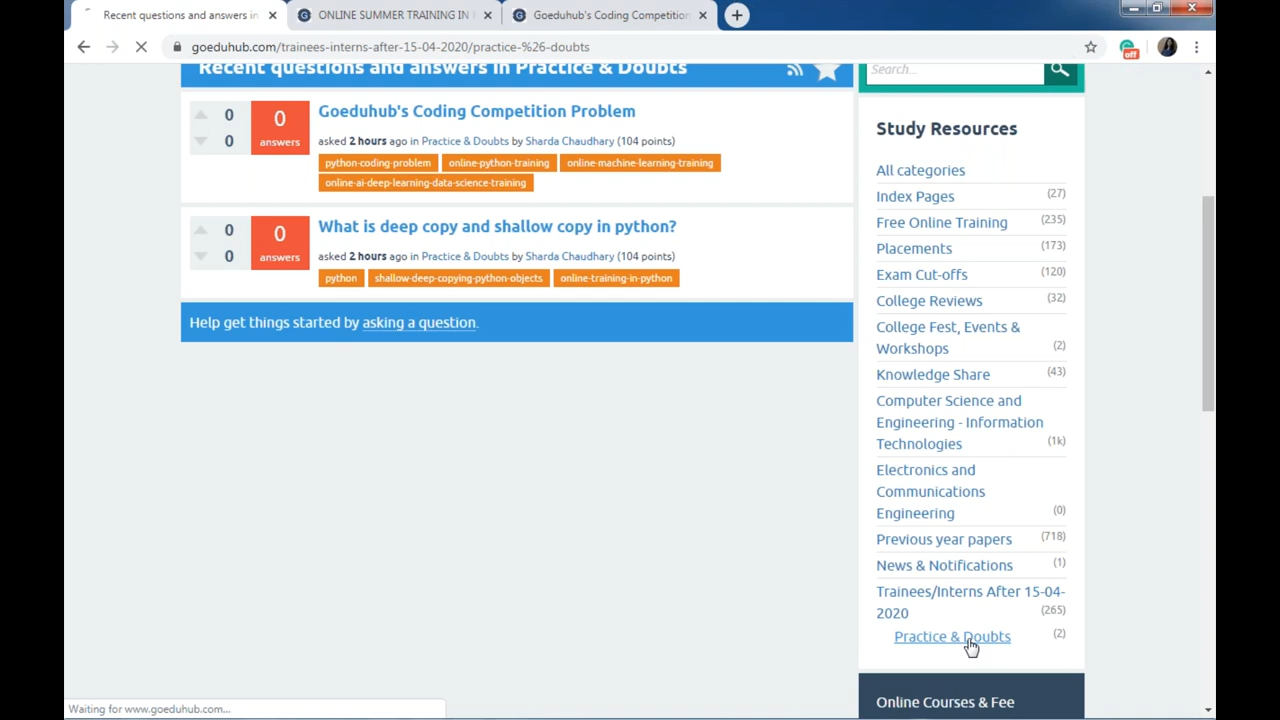 Recent questions and answers in
ONLINE SUMMER TRAINING IN
Goeduhub's Coding Competition
goeduhub.com/trainees-interns-after-15-04-2020/practice-%26-doubts
off
Recent questions and answers in Practice & Doubts
Search...
0
0
0
answers
Goeduhub's Coding Competition Problem
asked 2 hours ago in Practice & Doubts by Sharda Chaudhary (104 points)
python-coding-problem online-python-training online-machine-learning-training
online-ai-deep-learning-data-science-training
0
0
0
answers
What is deep copy and shallow copy in python?
asked 2 hours ago in Practice & Doubts by Sharda Chaudhary (104 points)
python shallow-deep-copying-python-objects online-training-in-python
Help get things started by asking a question.
Study Resources
All categories
Index Pages (27)
Free Online Training (235)
Placements (173)
Exam Cut-offs (120)
College Reviews (32)
College Fest, Events &
Workshops (2)
Knowledge Share (43)
Computer Science and
Engineering - Information
Technologies (1k)
Electronics and
Communications
Engineering (0)
Previous year papers (718)
News & Notifications (1)
Trainees/Interns After 15-04-
2020 (265)
Practice & Doubts (2)
Online Courses & Fee
Waiting for www.goeduhub.com...